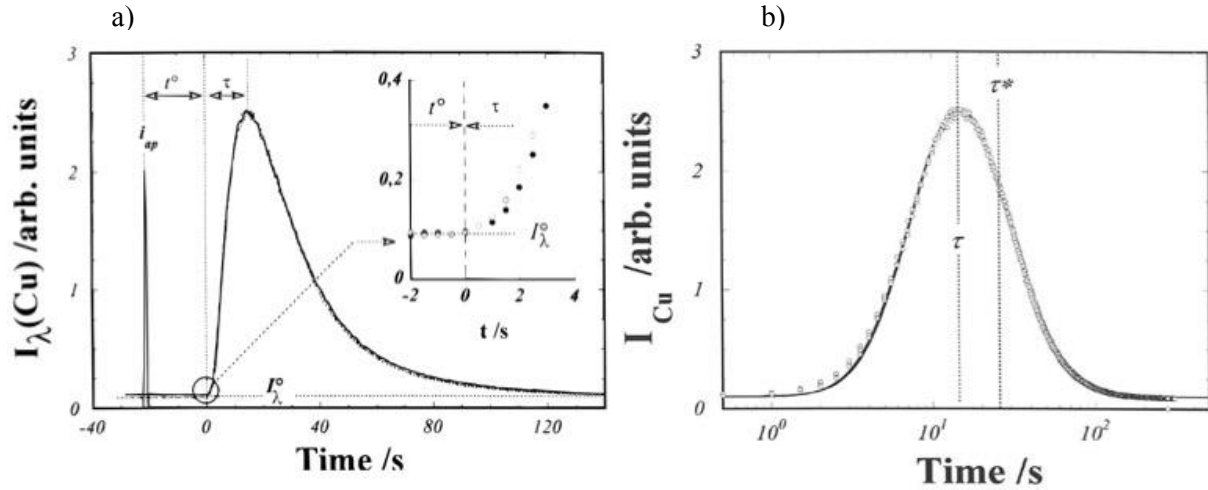 a)
I_λ(Cu) /arb. units
3
2
1
0
t° τ
i_ap
I°_λ
-40 0 40 80 120
Time /s
0,4
0,2
0
t° τ
I°_λ
-2 0 2 4
t /s
b)
I_Cu /arb. units
3
2
1
0
τ*
τ
10^0 10^1 10^2
Time /s